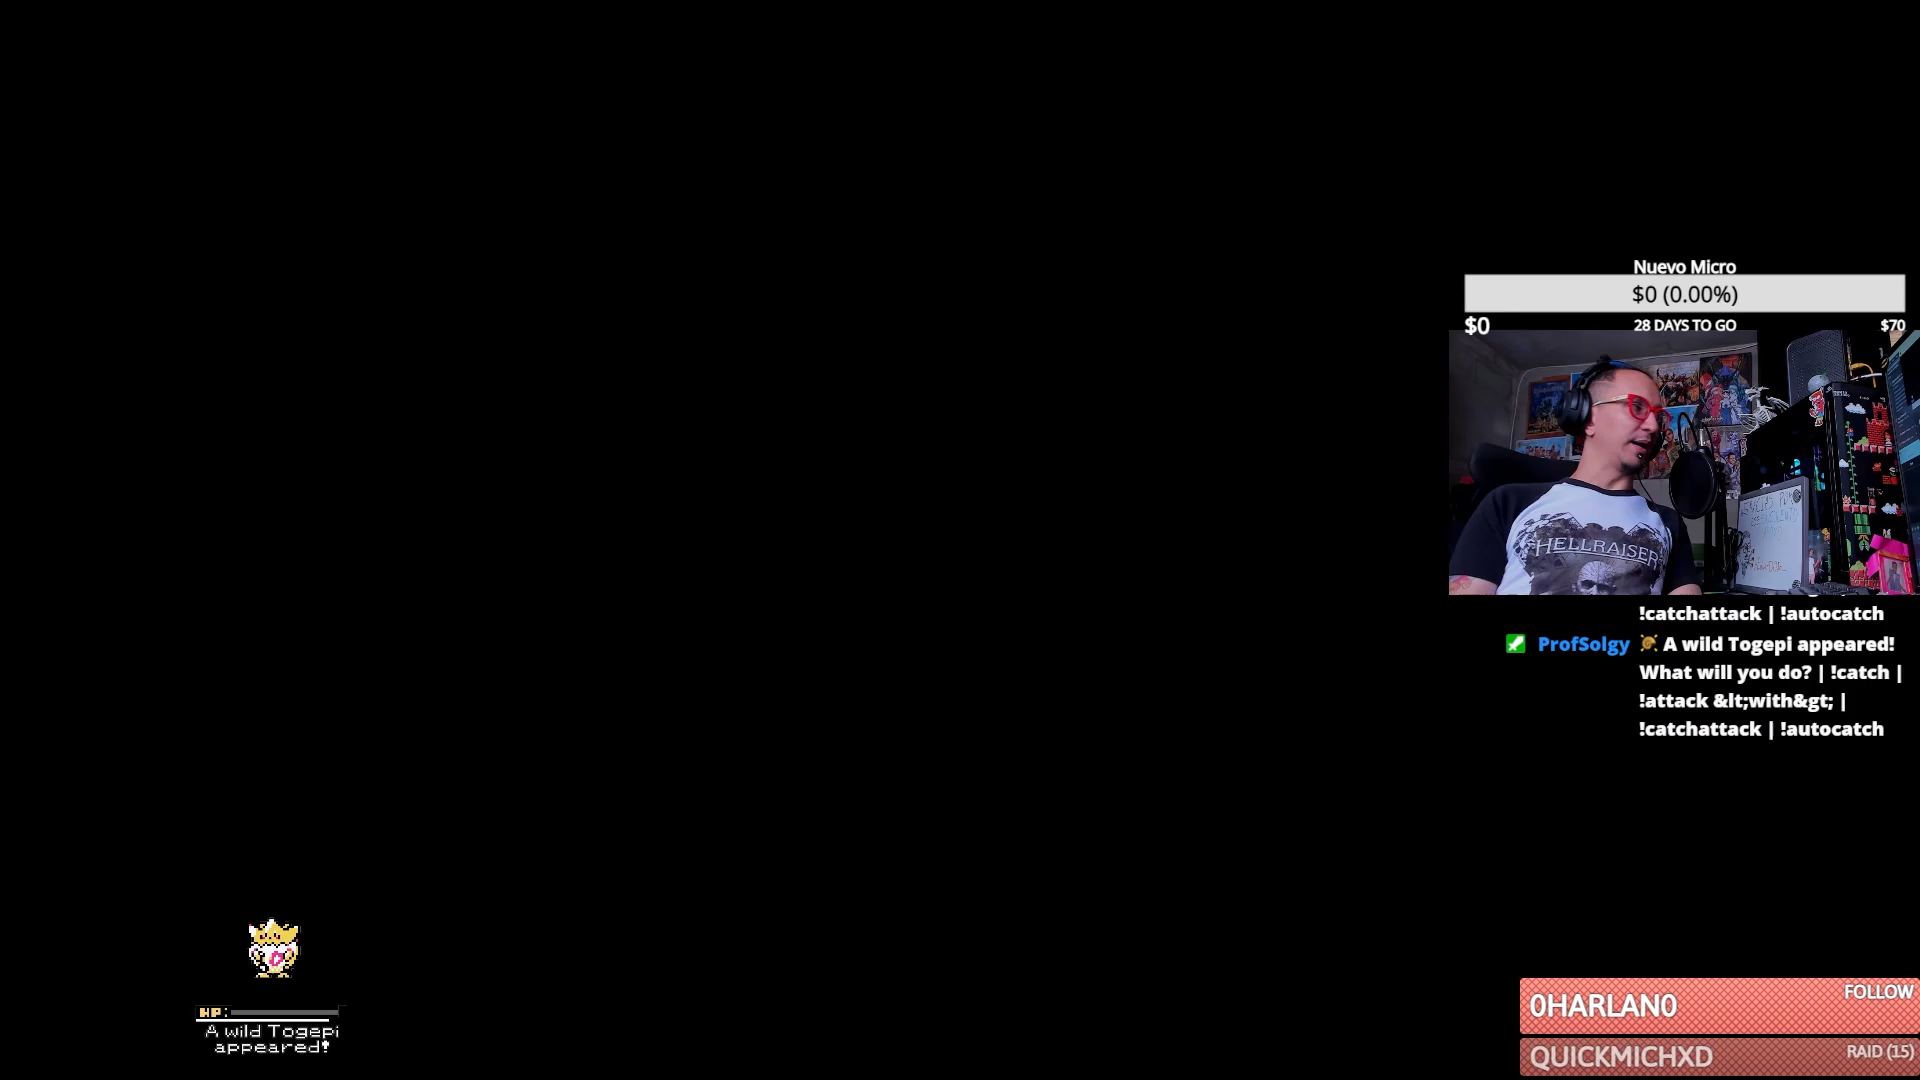 Nuevo Micro
$0 (0.00%)
$0
28 DAYS TO GO
$70
HELLRAISER
!catchattack | !autocatch
ProfSolgy A wild Togepi appeared!
What will you do? | !catch |
!attack &lt;with&gt; |
!catchattack | !autocatch
HP:
A wild Togepi
appeared!
0HARLAN0
FOLLOW
QUICKMICHXD
RAID (15)